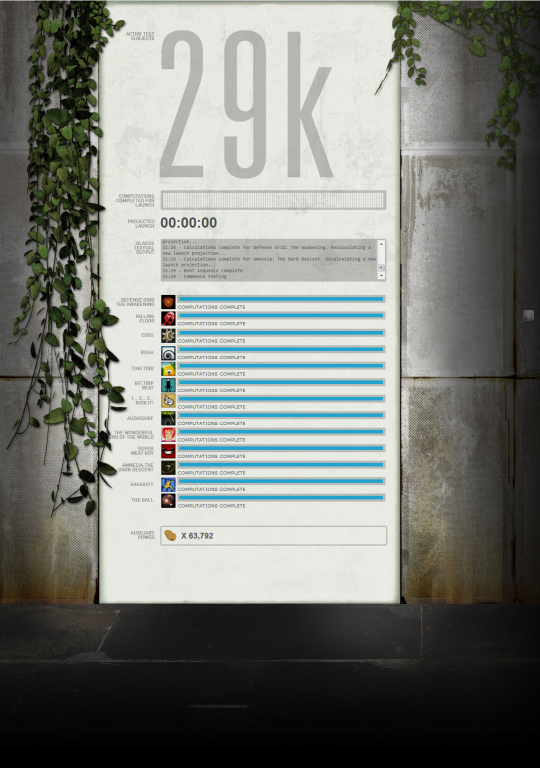 ACTIVE TEST
SUBJECTS
29k
COMPUTATIONS
COMPLETED FOR
LAUNCH
PROJECTED
LAUNCH
00:00:00
GLADOS
TEXTUAL
OUTPUT
projection...
21:25 - Calculations complete for Defense Grid: The Awakening. Recalculating a
new launch projection...
21:26 - Calculations complete for Amnesia: The Dark Descent. Recalculating a new
launch projection...
21:29 - Boot sequence complete
21:29 - Commence testing
DEFENSE GRID
THE AWAKENING
COMPUTATIONS COMPLETE
KILLING
FLOOR
COMPUTATIONS COMPLETE
COGS
COMPUTATIONS COMPLETE
RUSH
COMPUTATIONS COMPLETE
TOKI TORI
COMPUTATIONS COMPLETE
BIT.TRIP
BEAT
COMPUTATIONS COMPLETE
1... 2... 3...
KICK IT!
COMPUTATIONS COMPLETE
AUDIOSURF
COMPUTATIONS COMPLETE
THE WONDERFUL
END OF THE WORLD
COMPUTATIONS COMPLETE
SUPER
MEAT BOY
COMPUTATIONS COMPLETE
AMNESIA THE
DARK DESCENT
COMPUTATIONS COMPLETE
AAAAAA!!!
COMPUTATIONS COMPLETE
THE BALL
COMPUTATIONS COMPLETE
AUXILIARY
POWER
X 63,792